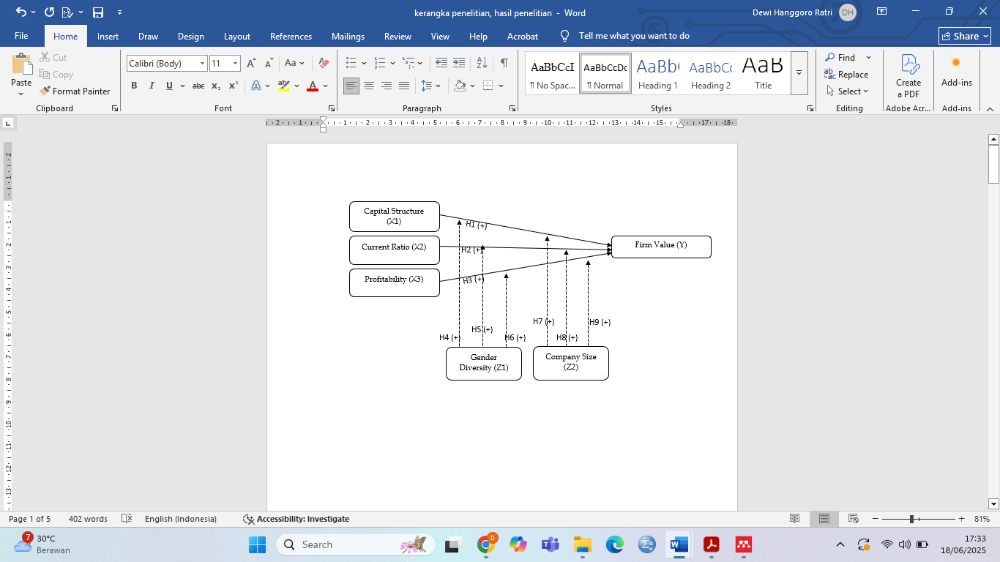 kerangka penelitian, hasil penelitian - Word
Dewi Hanggoro Ratri
DH
File Home Insert Draw Design Layout References Mailings Review View Help Acrobat Tell me what you want to do
Share
Paste
Cut
Copy
Format Painter
Clipboard
Calibri (Body) 11
Font
Paragraph
AaBbCcI
¶ No Spac...
AaBbCcDc
¶ Normal
AaBb(
Heading 1
AaBbCc
Heading 2
AaB
Title
Styles
Find
Replace
Select
Editing
Create
a PDF
Adobe Acr...
Add-ins
Add-ins
Capital Structure
(X1)
Current Ratio (X2)
Profitability (X3)
H1 (+)
H2 (+)
H3 (+)
Firm Value (Y)
H4 (+)
H5 (+)
H6 (+)
H7 (+)
H8 (+)
H9 (+)
Gender
Diversity (Z1)
Company Size
(Z2)
Page 1 of 5 402 words English (Indonesia) Accessibility: Investigate
81%
7
30°C
Berawan
Search
D
17:33
18/06/2025